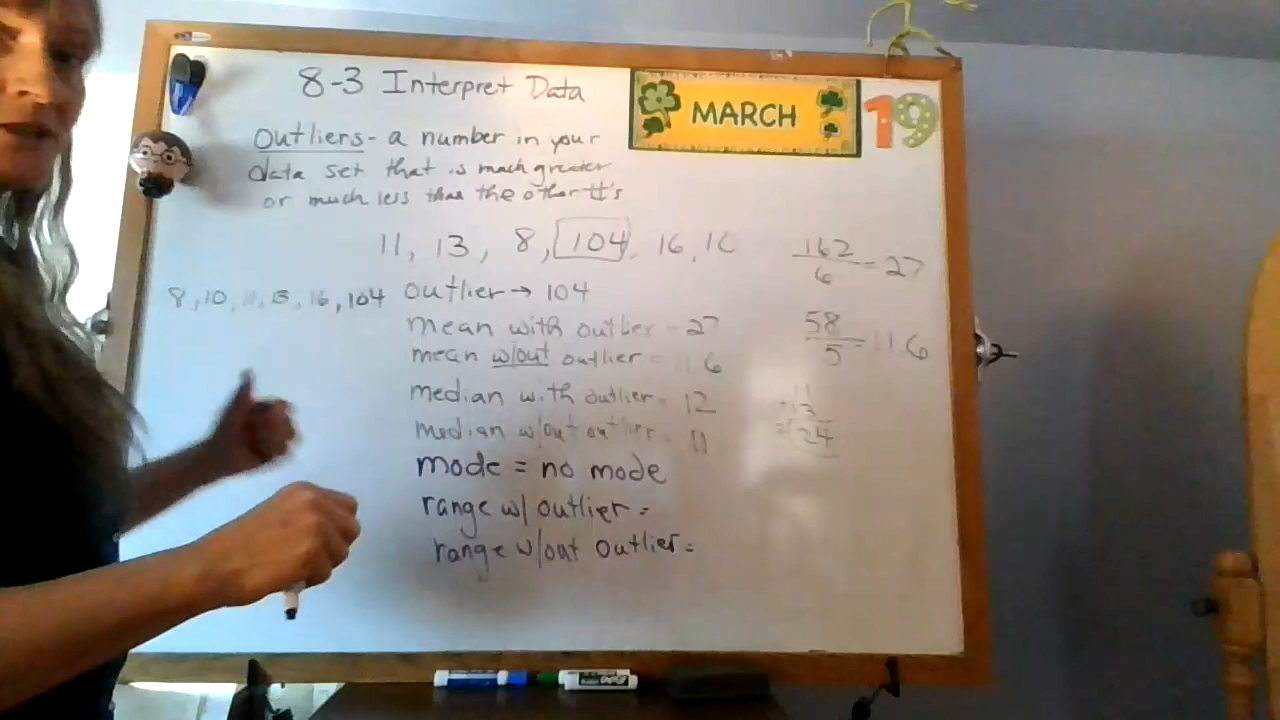 8-3 Interpret Data
MARCH
19
Outliers - a number in your
data set that is much greater
or much less than the other #'s
11, 13, 8, 104, 16, 10
162
6
= 27
8, 10, 11, 13, 16, 104
outlier → 104
mean with outlier = 27
58
5
= 11.6
mean w/out outlier = 11.6
median with outlier = 12
11
13
24
median w/out outlier = 11
mode = no mode
range w/ outlier =
range w/out outlier =
EXPO